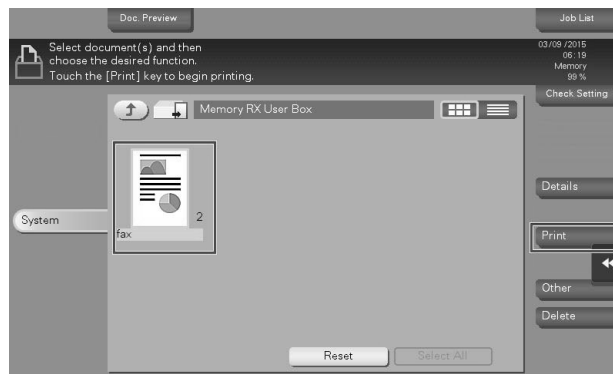 Doc. Preview
Job List
Select document(s) and then
choose the desired function.
Touch the [Print] key to begin printing.
03/09 /2015
06:19
Memory
99 %
Check Setting
Memory RX User Box
2
fax
System
Details
Print
Other
Delete
Reset
Select All